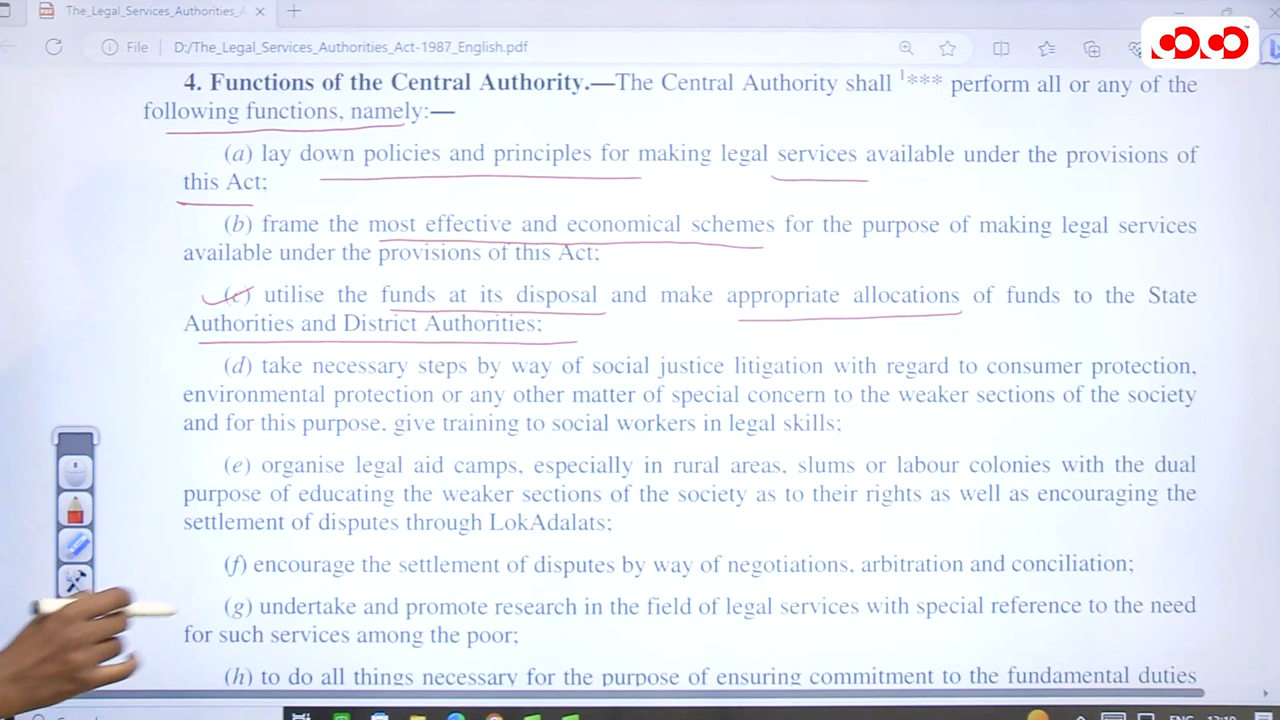 The_Legal_Services_Authorities_
File D:/The_Legal_Services_Authorities_Act-1987_English.pdf
4. Functions of the Central Authority.—The Central Authority shall 1*** perform all or any of the
following functions, namely:—
(a) lay down policies and principles for making legal services available under the provisions of
this Act;
(b) frame the most effective and economical schemes for the purpose of making legal services
available under the provisions of this Act;
(c) utilise the funds at its disposal and make appropriate allocations of funds to the State
Authorities and District Authorities;
(d) take necessary steps by way of social justice litigation with regard to consumer protection,
environmental protection or any other matter of special concern to the weaker sections of the society
and for this purpose, give training to social workers in legal skills;
(e) organise legal aid camps, especially in rural areas, slums or labour colonies with the dual
purpose of educating the weaker sections of the society as to their rights as well as encouraging the
settlement of disputes through LokAdalats;
(f) encourage the settlement of disputes by way of negotiations, arbitration and conciliation;
(g) undertake and promote research in the field of legal services with special reference to the need
for such services among the poor;
(h) to do all things necessary for the purpose of ensuring commitment to the fundamental duties